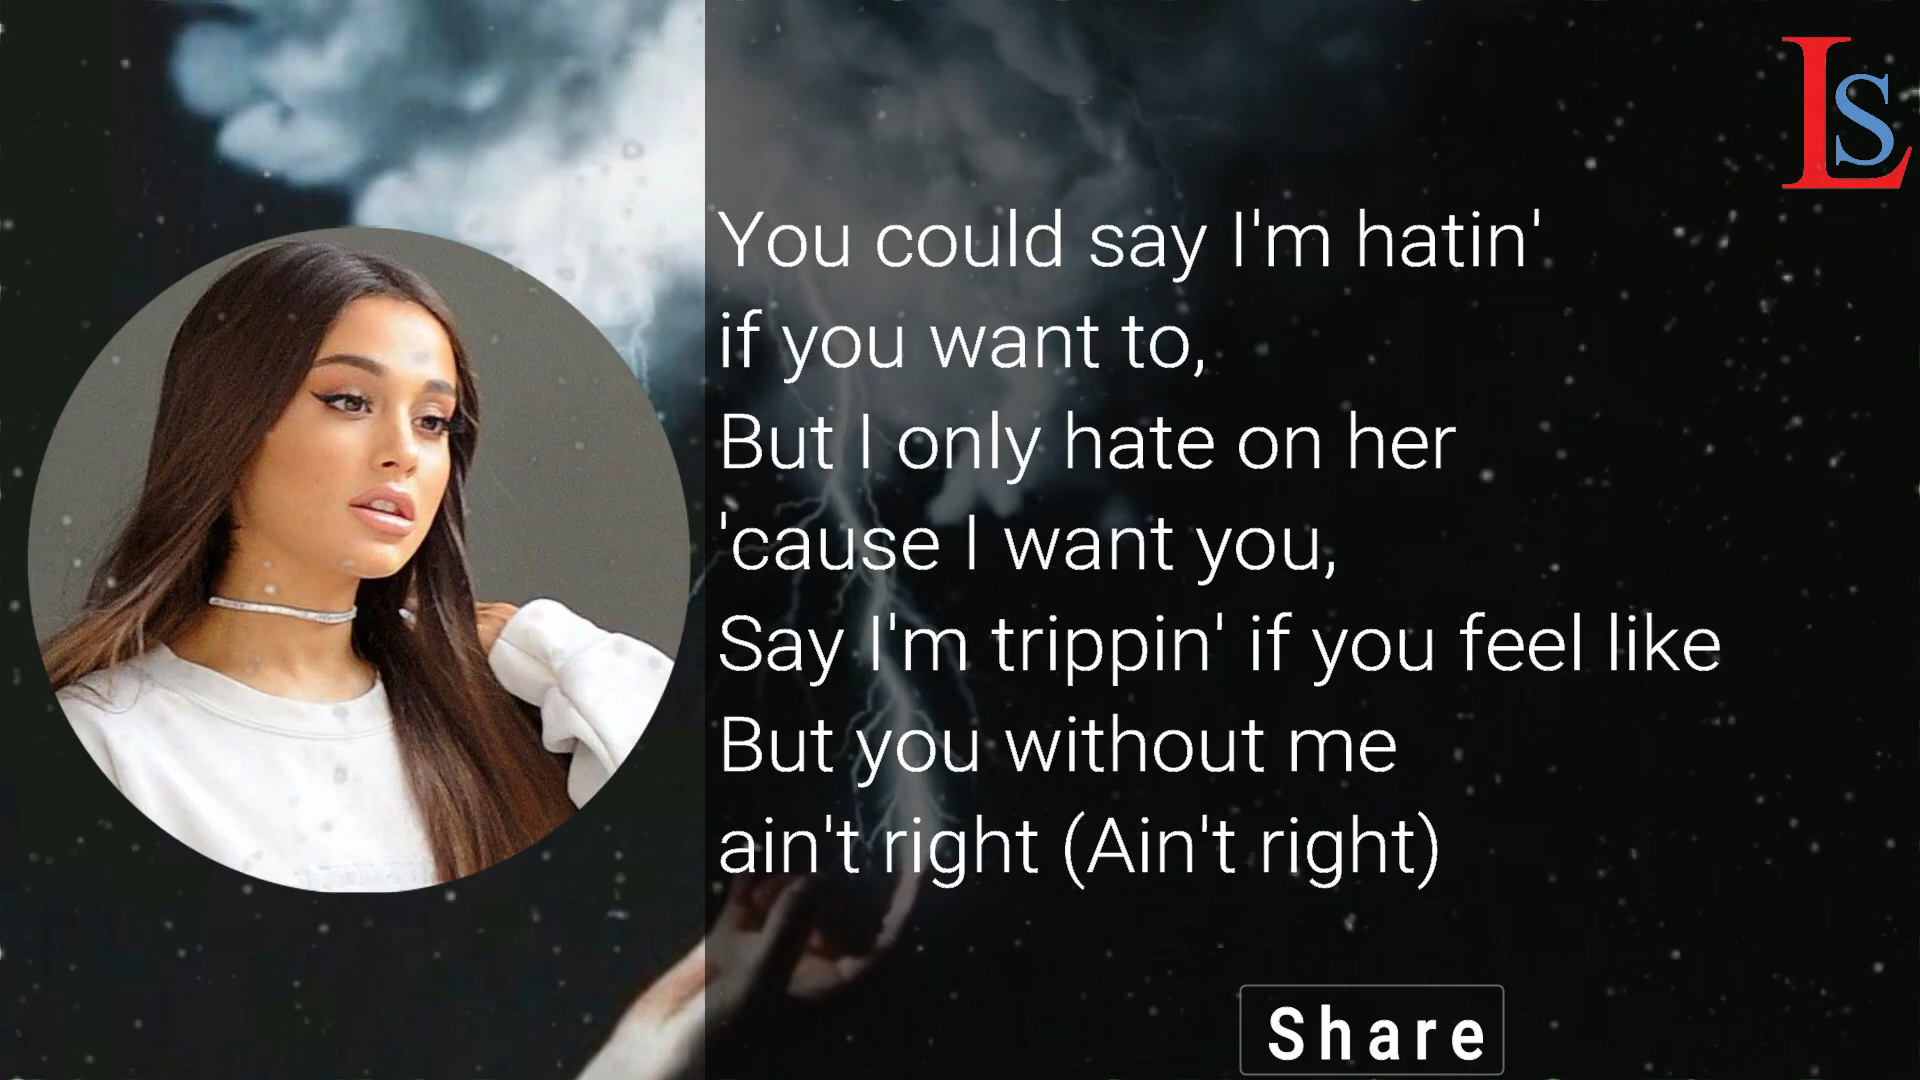 LS
You could say I'm hatin'
if you want to,
But I only hate on her
'cause I want you,
Say I'm trippin' if you feel like
But you without me
ain't right (Ain't right)
Share